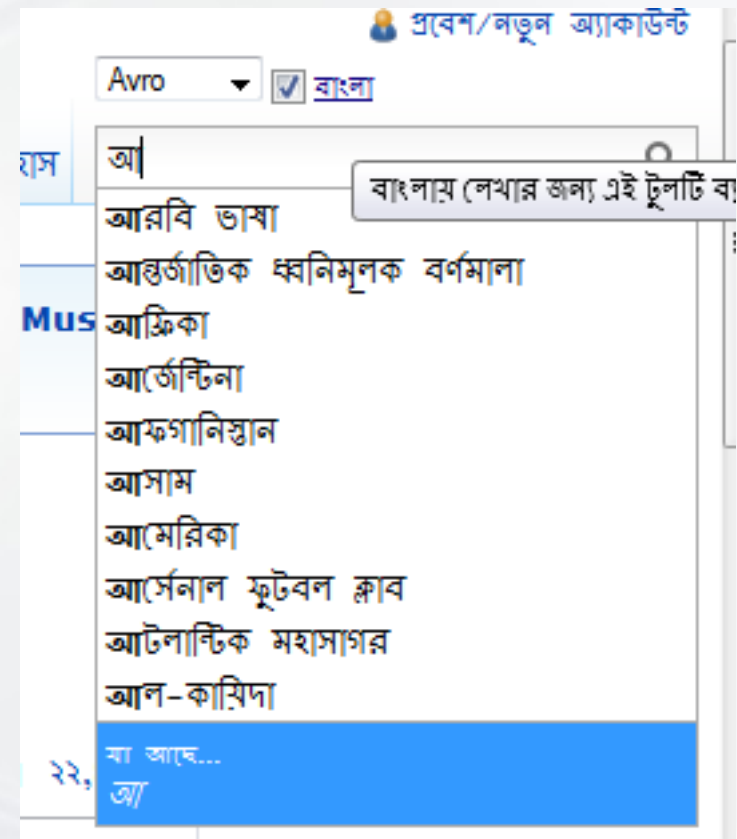 প্রবেশ/নতুন অ্যাকাউন্ট
Avro বাংলা
আ
বাংলায় লেখার জন্য এই টুলটি
আরবি ভাষা
আন্তর্জাতিক ধ্বনিমূলক বর্ণমালা
Mus
আফ্রিকা
আর্জেন্টিনা
আফগানিস্তান
আসাম
আমেরিকা
আর্সেনাল ফুটবল ক্লাব
আটলান্টিক মহাসাগর
আল-কায়িদা
যা আছে...
২২,
আ